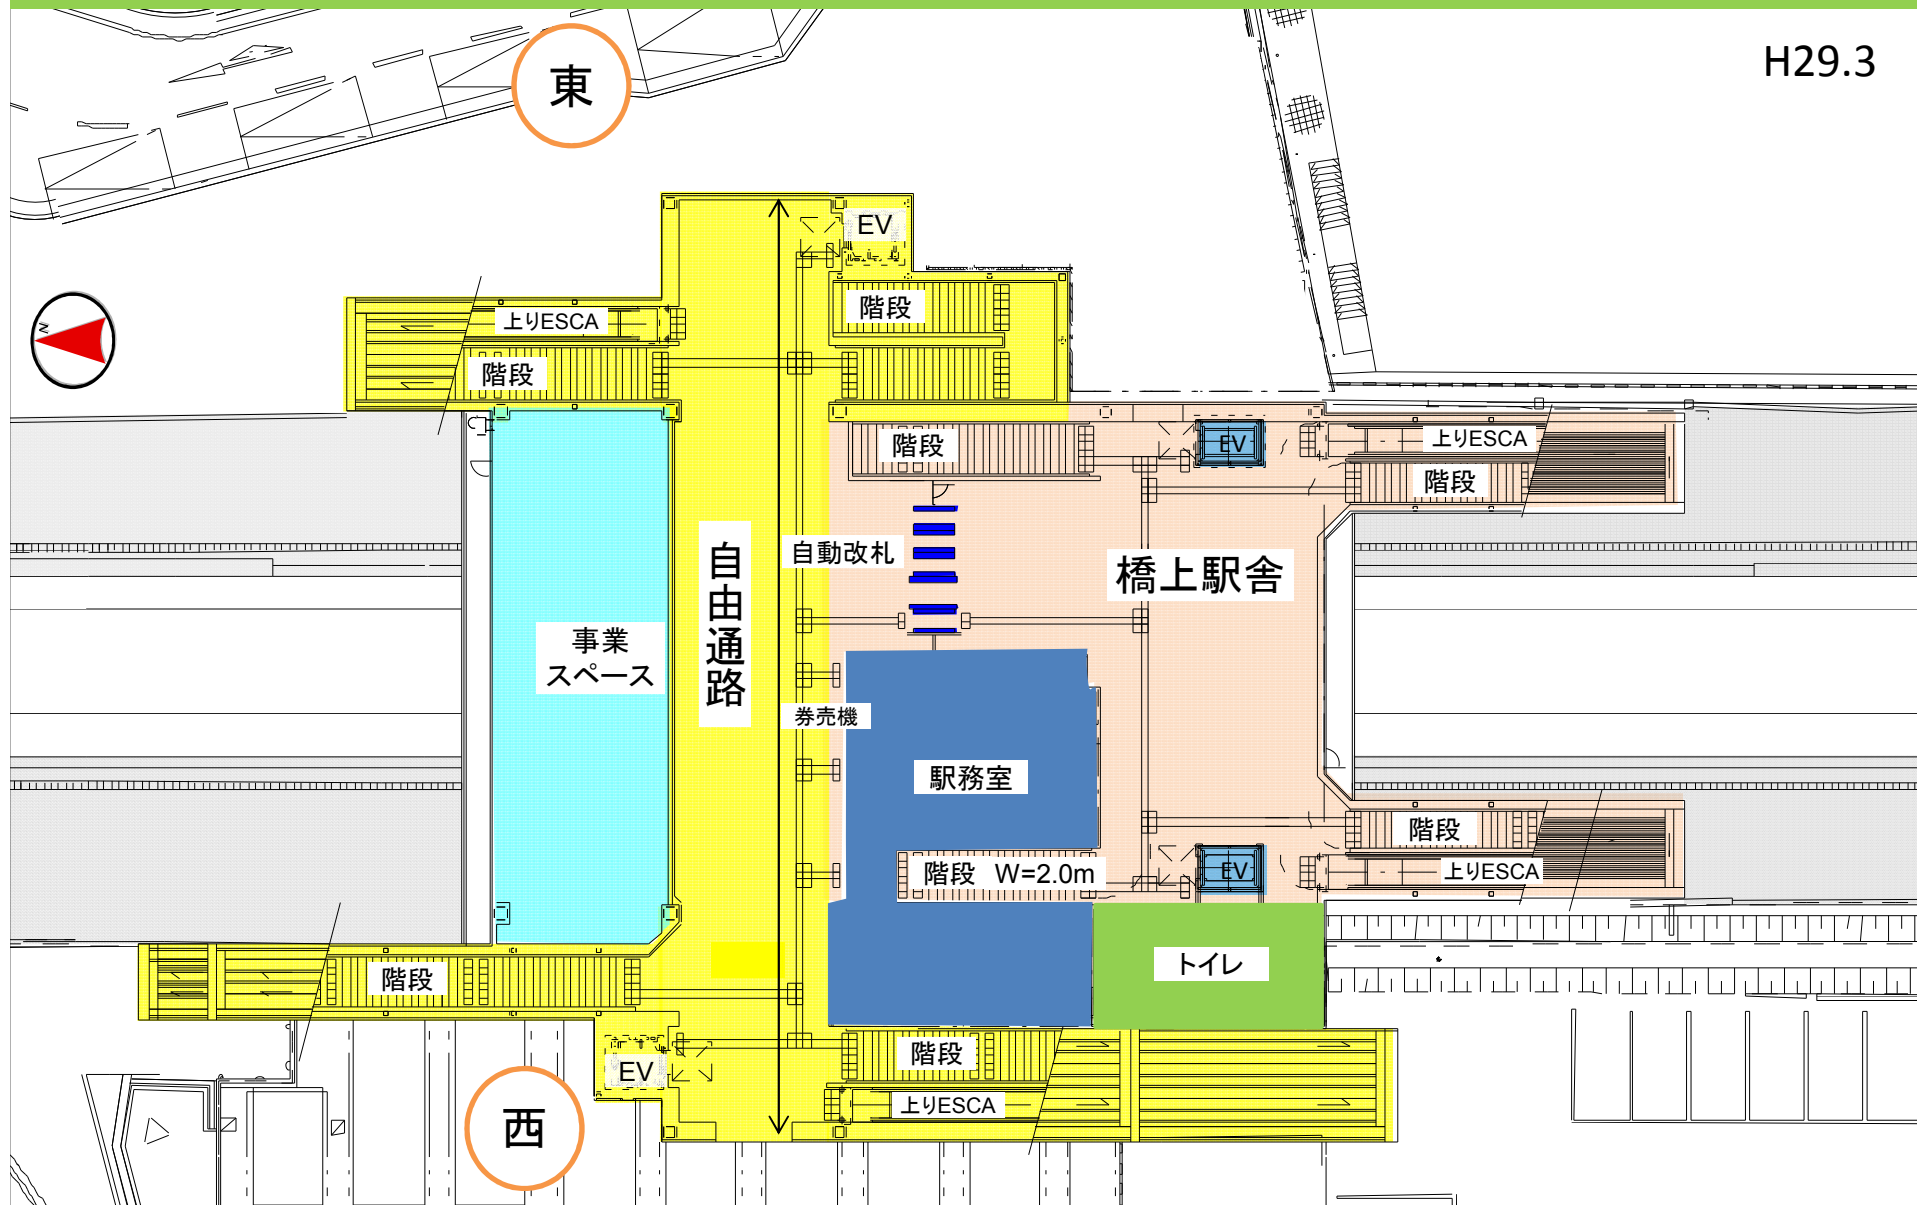 H29.3
東
EV
階段
上りESCA
階段
N
階段
EV
上りESCA
階段
自動改札
橋上駅舎
自由通路
事業
スペース
券売機
駅務室
階段
上りESCA
階段 W=2.0m
EV
トイレ
階段
階段
EV
上りESCA
西